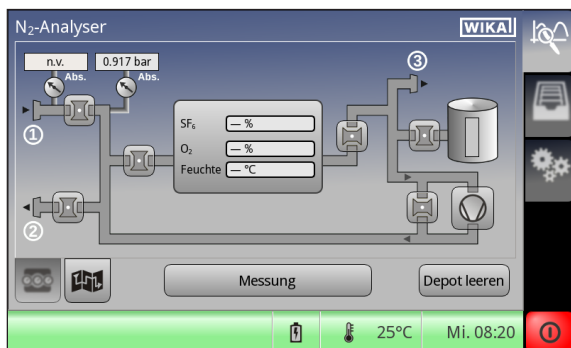 N₂-Analyser
WIKA
n.v.
0.917 bar
Abs.
Abs.
③
①
SF₆
— %
O₂
— %
Feuchte
— °C
②
Messung
Depot leeren
25°C
Mi. 08:20